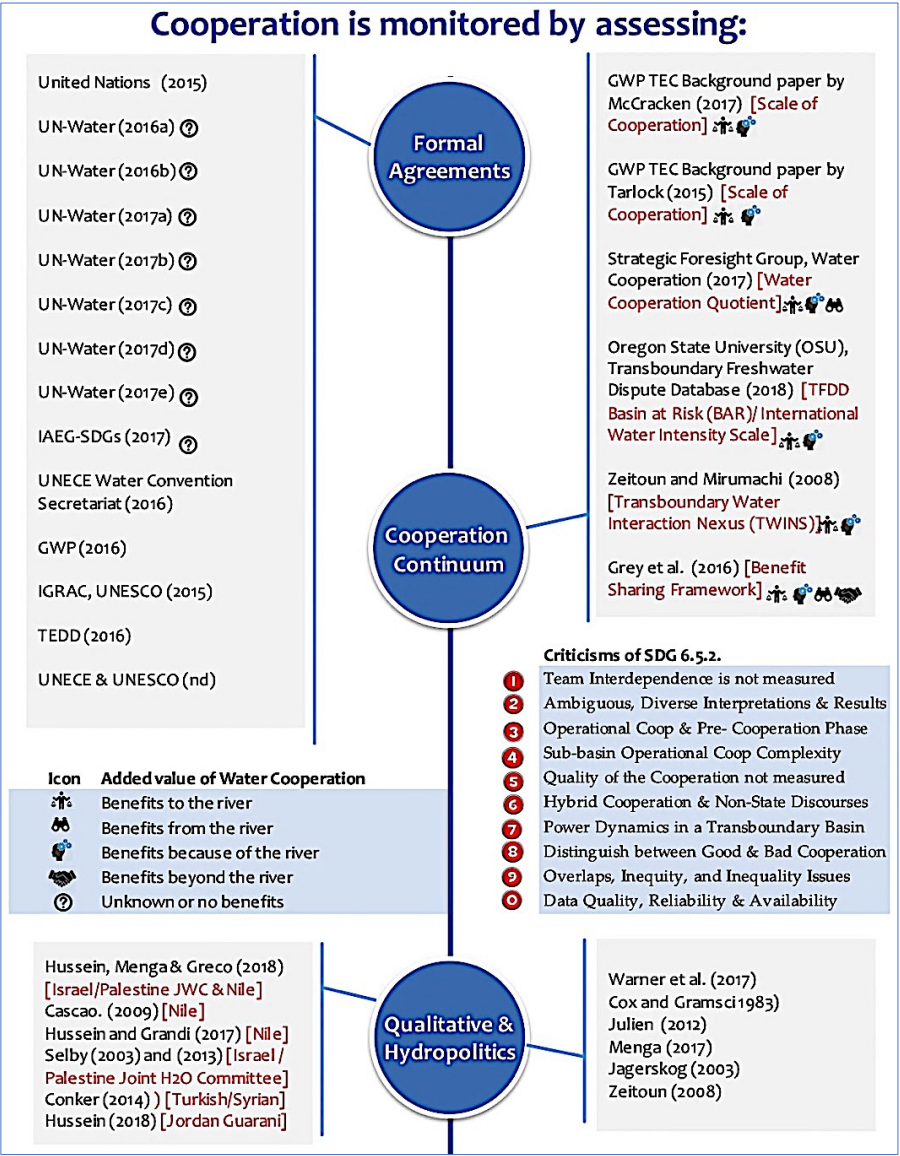 Cooperation is monitored by assessing:
United Nations (2015)
UN-Water (2016a)
UN-Water (2016b)
UN-Water (2017a)
UN-Water (2017b)
UN-Water (2017c)
UN-Water (2017d)
UN-Water (2017e)
IAEG-SDGs (2017)
UNECE Water Convention
Secretariat (2016)
GWP (2016)
IGRAC, UNESCO (2015)
TEDD (2016)
UNECE & UNESCO (nd)
Formal
Agreements
GWP TEC Background paper by
McCracken (2017) [Scale of
Cooperation]
GWP TEC Background paper by
Tarlock (2015) [Scale of
Cooperation]
Strategic Foresight Group, Water
Cooperation (2017) [Water
Cooperation Quotient]
Oregon State University (OSU),
Transboundary Freshwater
Dispute Database (2018) [TFDD
Basin at Risk (BAR)/ International
Water Intensity Scale]
Zeitoun and Mirumachi (2008)
[Transboundary Water
Interaction Nexus (TWINS)]
Grey et al. (2016) [Benefit
Sharing Framework]
Cooperation
Continuum
Criticisms of SDG 6.5.2.
1 Team Interdependence is not measured
2 Ambiguous, Diverse Interpretations & Results
3 Operational Coop & Pre- Cooperation Phase
4 Sub-basin Operational Coop Complexity
5 Quality of the Cooperation not measured
6 Hybrid Cooperation & Non-State Discourses
7 Power Dynamics in a Transboundary Basin
8 Distinguish between Good & Bad Cooperation
9 Overlaps, Inequity, and Inequality Issues
0 Data Quality, Reliability & Availability
Icon Added value of Water Cooperation
Benefits to the river
Benefits from the river
Benefits because of the river
Benefits beyond the river
Unknown or no benefits
Hussein, Menga & Greco (2018)
[Israel/Palestine JWC & Nile]
Cascao. (2009) [Nile]
Hussein and Grandi (2017) [Nile]
Selby (2003) and (2013) [Israel /
Palestine Joint H2O Committee]
Conker (2014) ) [Turkish/Syrian]
Hussein (2018) [Jordan Guarani]
Qualitative &
Hydropolitics
Warner et al. (2017)
Cox and Gramsci 1983)
Julien (2012)
Menga (2017)
Jagerskog (2003)
Zeitoun (2008)